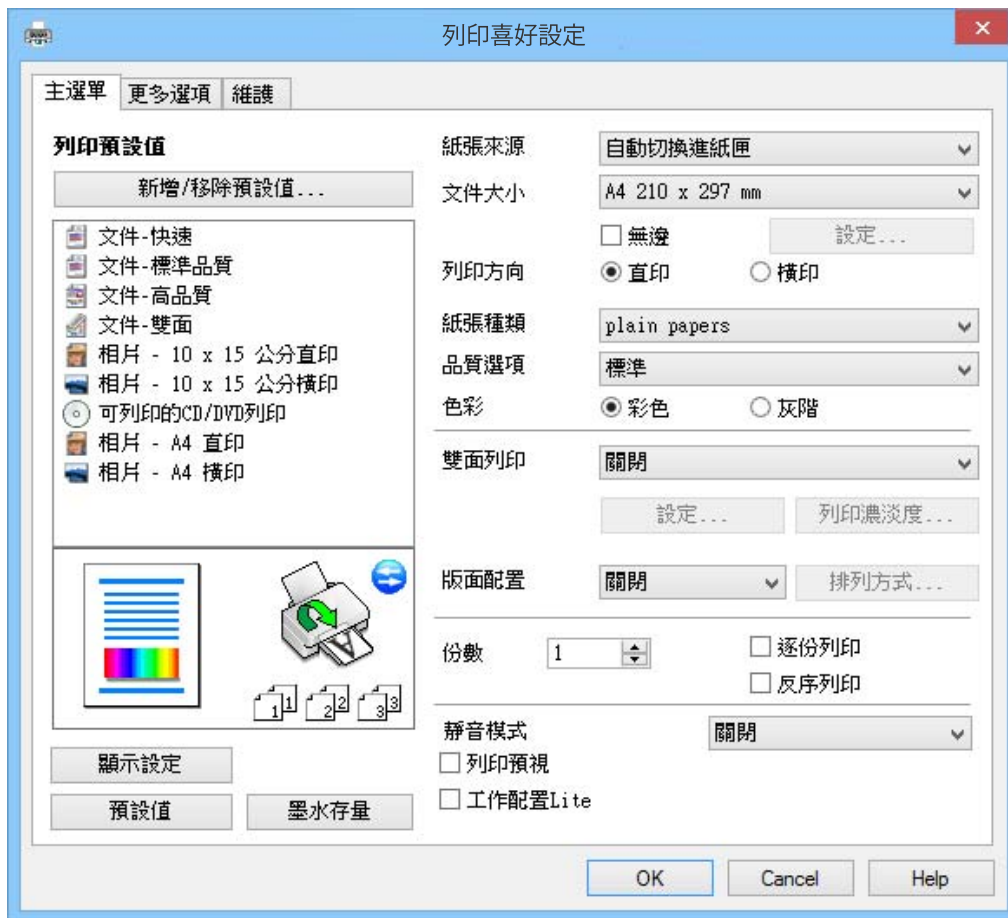 列印喜好設定
主選單
更多選項
維護
列印預設值
新增/移除預設值...
文件-快速
文件-標準品質
文件-高品質
文件-雙面
相片 - 10 x 15 公分直印
相片 - 10 x 15 公分橫印
可列印的CD/DVD列印
相片 - A4 直印
相片 - A4 橫印
1 1 2 2 3 3
顯示設定
預設值
墨水存量
紙張來源
自動切換進紙匣
文件大小
A4 210 x 297 mm
無邊
設定...
列印方向
直印
橫印
紙張種類
plain papers
品質選項
標準
色彩
彩色
灰階
雙面列印
關閉
設定...
列印濃淡度...
版面配置
關閉
排列方式...
份數
1
逐份列印
反序列印
靜音模式
關閉
列印預視
工作配置Lite
OK
Cancel
Help